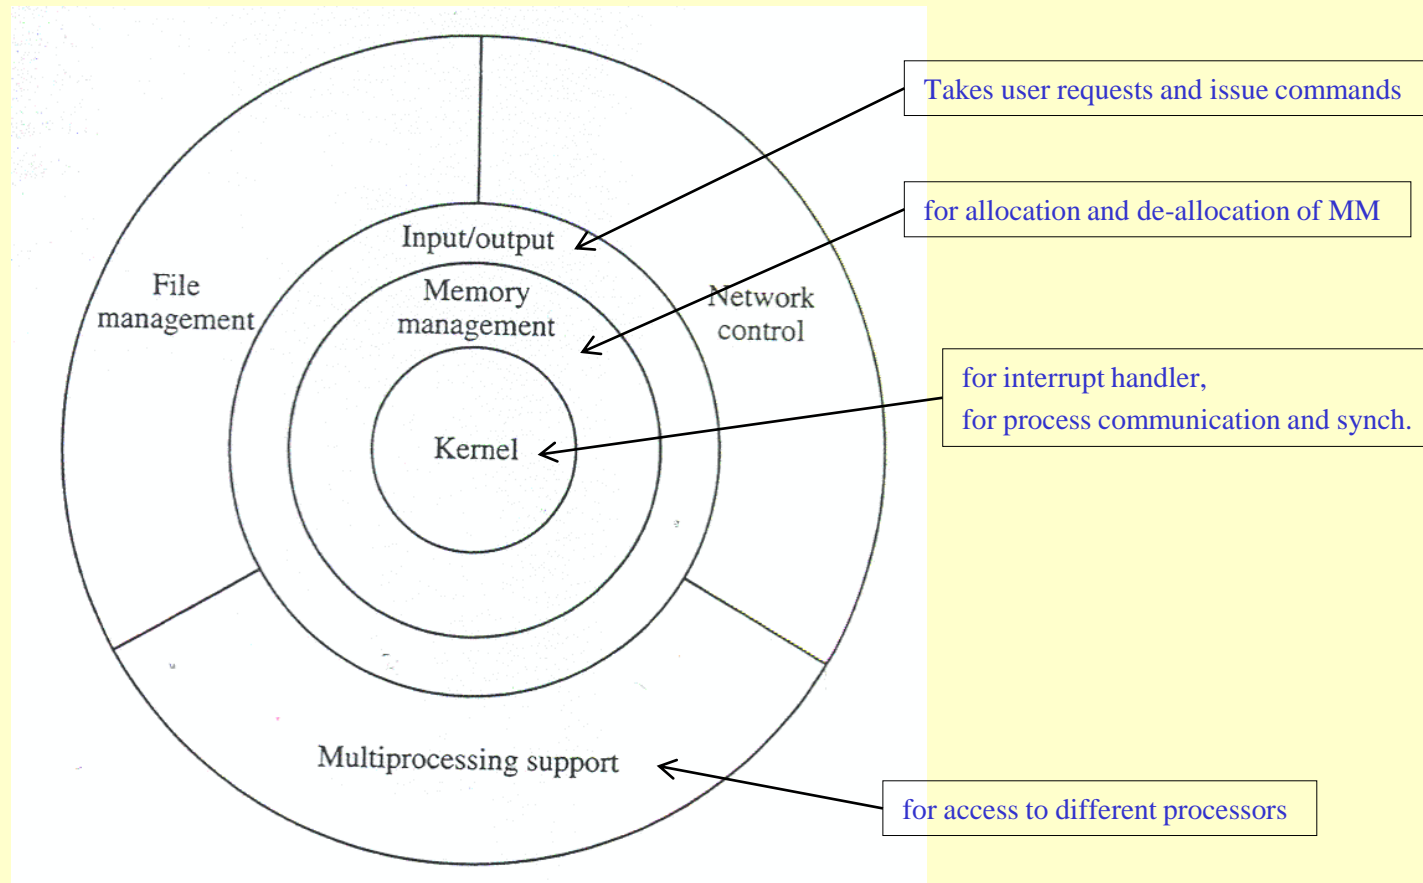 Takes user requests and issue commands
for allocation and de-allocation of MM
Input/output
File
management
Memory
management
Network
control
for interrupt handler,
for process communication and synch.
Kernel
Multiprocessing support
for access to different processors